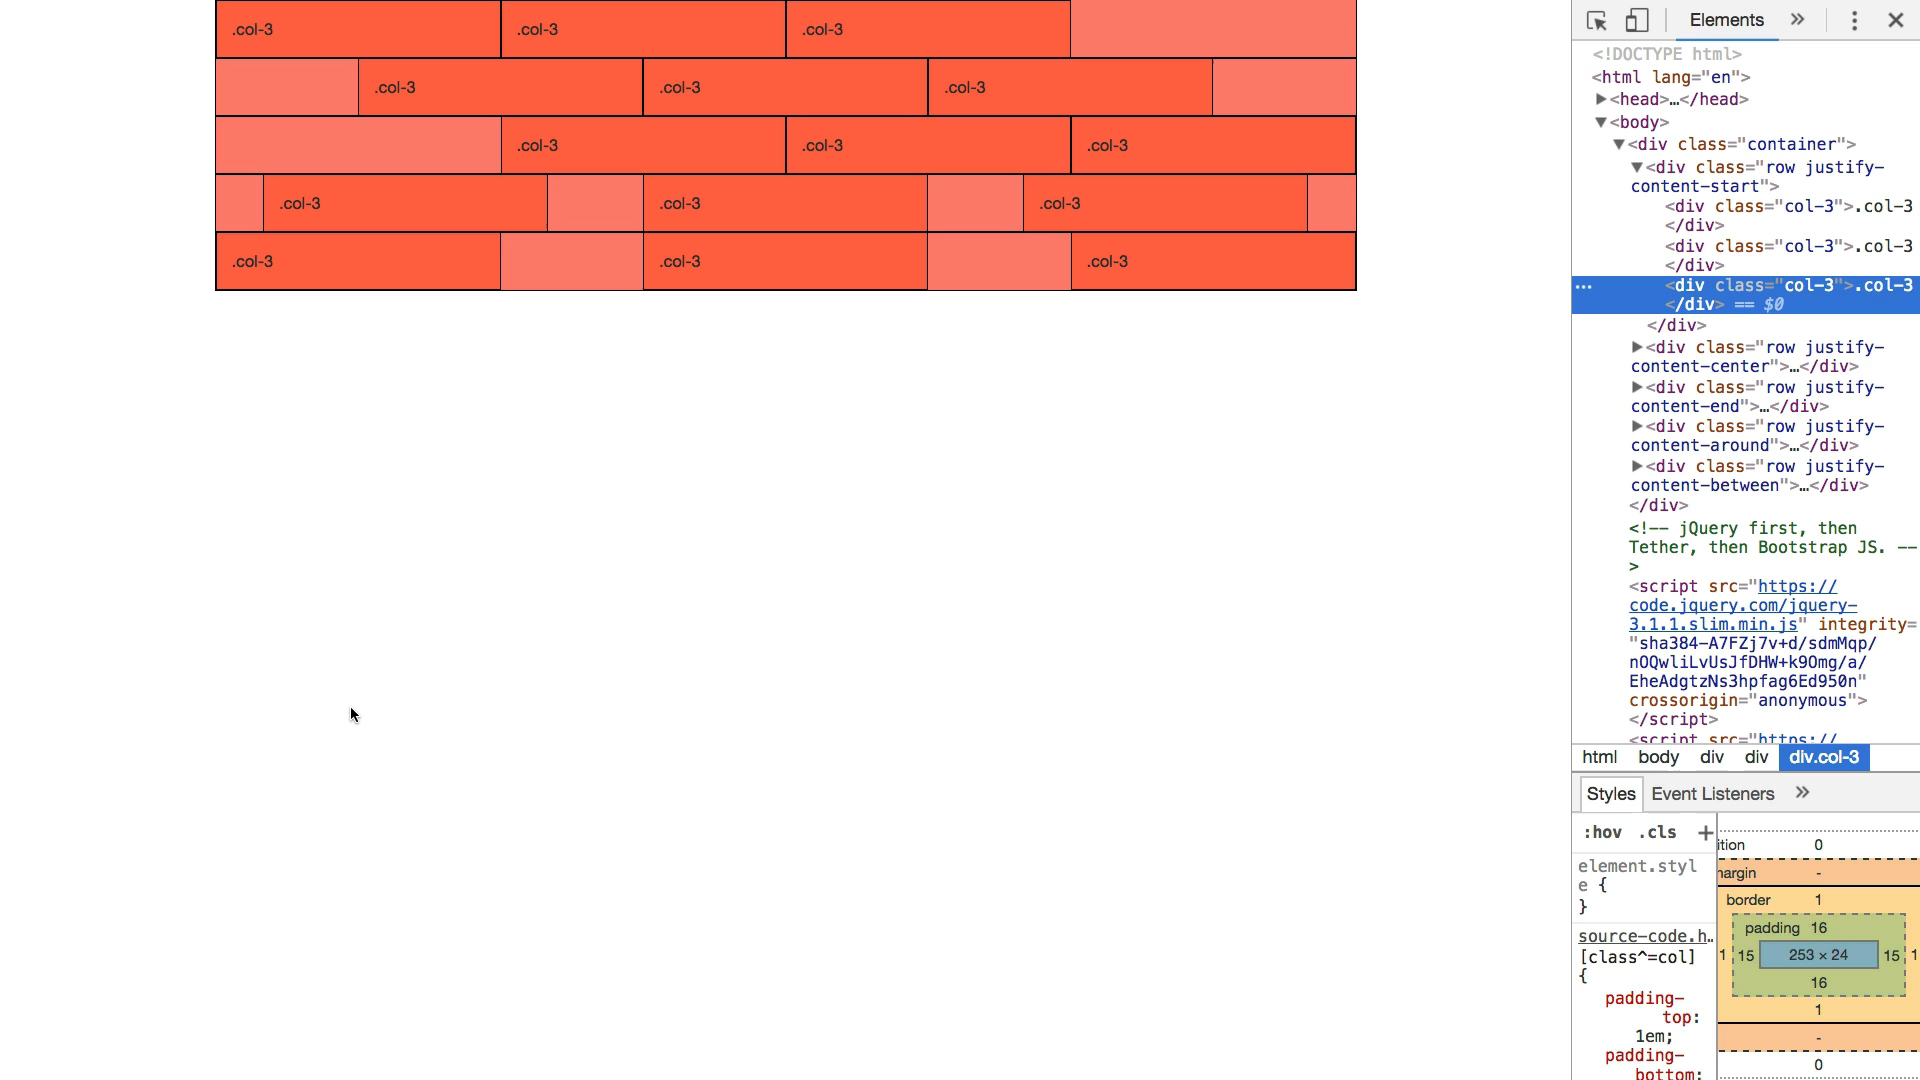 .col-3 .col-3 .col-3
.col-3 .col-3 .col-3
.col-3 .col-3 .col-3
.col-3 .col-3 .col-3
.col-3 .col-3 .col-3
Elements »
<!DOCTYPE html>
<html lang="en">
▶<head>…</head>
▼<body>
▼<div class="container">
▼<div class="row justify-
content-start">
<div class="col-3">.col-3
</div>
<div class="col-3">.col-3
</div>
… <div class="col-3">.col-3
</div> == $0
</div>
▶<div class="row justify-
content-center">…</div>
▶<div class="row justify-
content-end">…</div>
▶<div class="row justify-
content-around">…</div>
▶<div class="row justify-
content-between">…</div>
</div>
<!-- jQuery first, then
Tether, then Bootstrap JS. --
>
<script src="https://
code.jquery.com/jquery-
3.1.1.slim.min.js" integrity=
"sha384-A7FZj7v+d/sdmMqp/
nOQwliLvUsJfDHW+k9Omg/a/
EheAdgtzNs3hpfag6Ed950n"
crossorigin="anonymous">
</script>
<script src="https://
html body div div div.col-3
Styles Event Listeners »
:hov .cls +
element.styl
e {
}
source-code.h…
[class^=col]
{
padding-
top:
1em;
padding-
bottom:
ition 0
margin -
border 1
padding 16
1 15 253 × 24 15 1
16
1
-
0